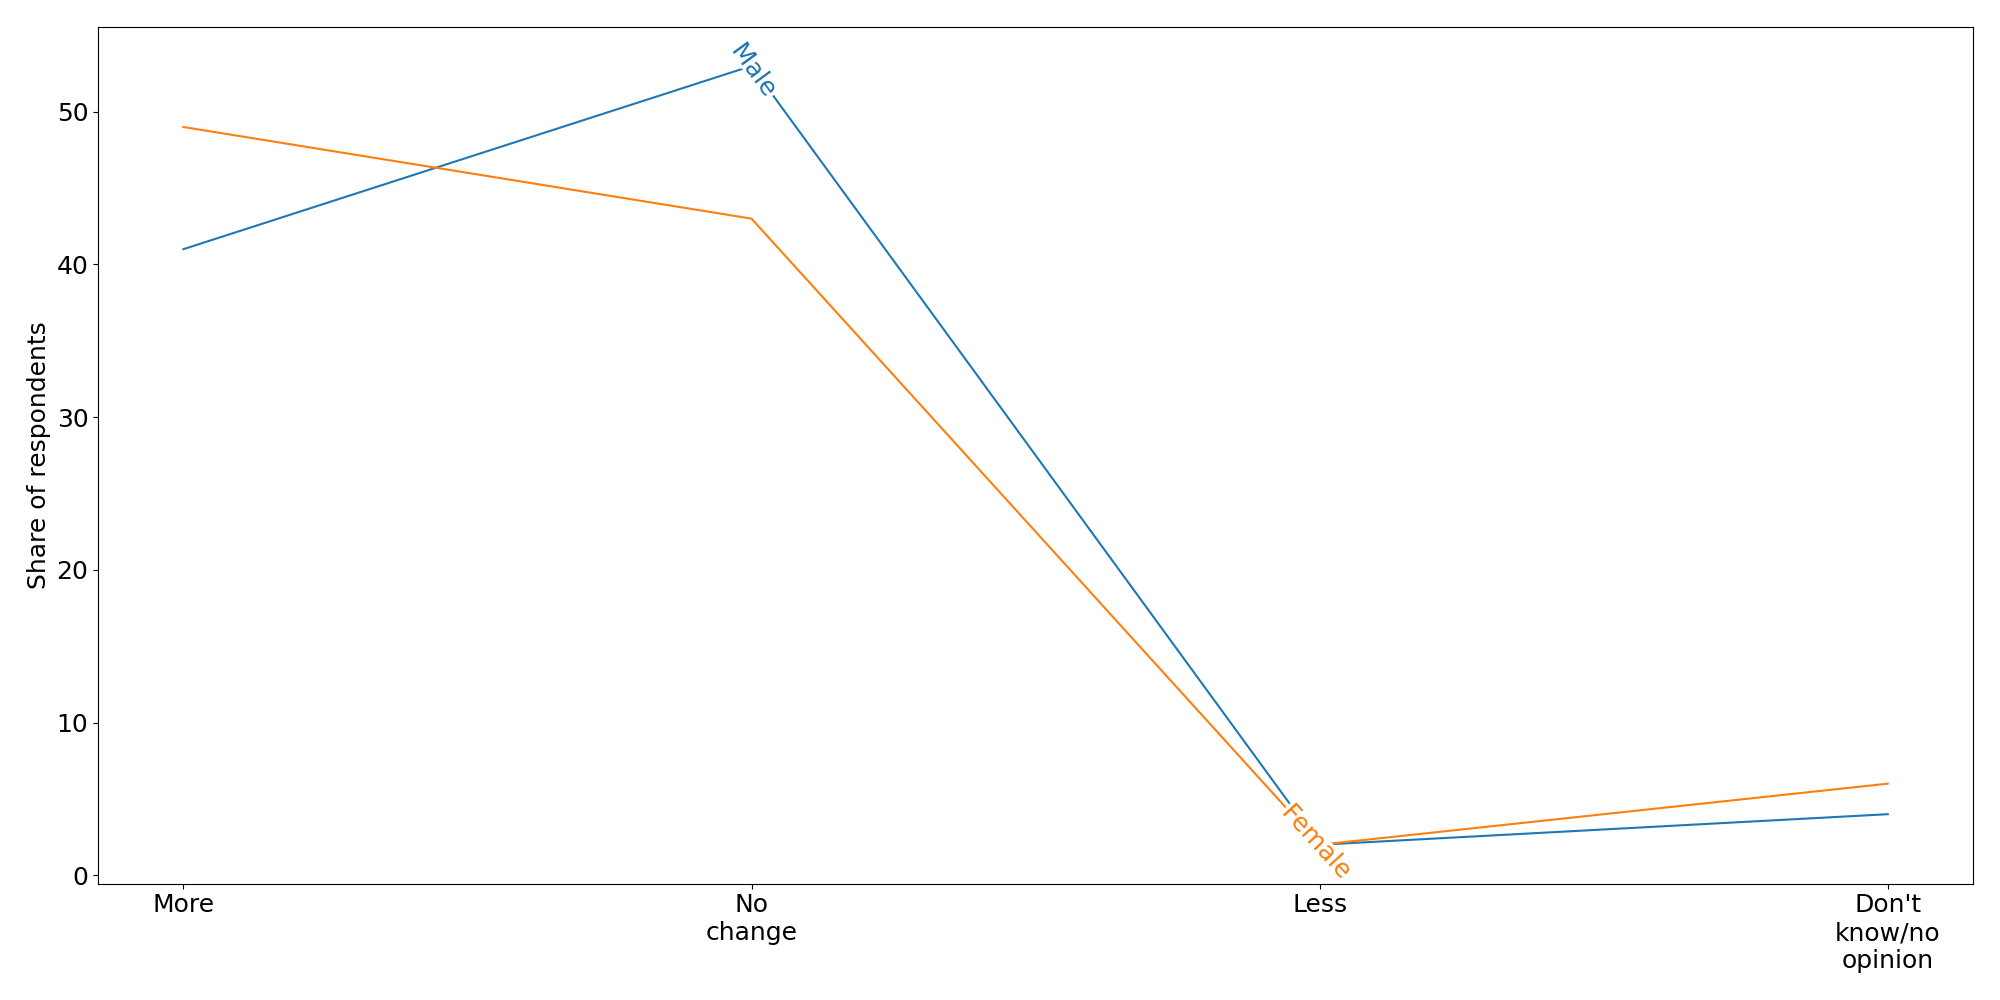 Male
50
40
30
20
10
0
Share of respondents
Female
More
No
change
Less
Don't
know/no
opinion